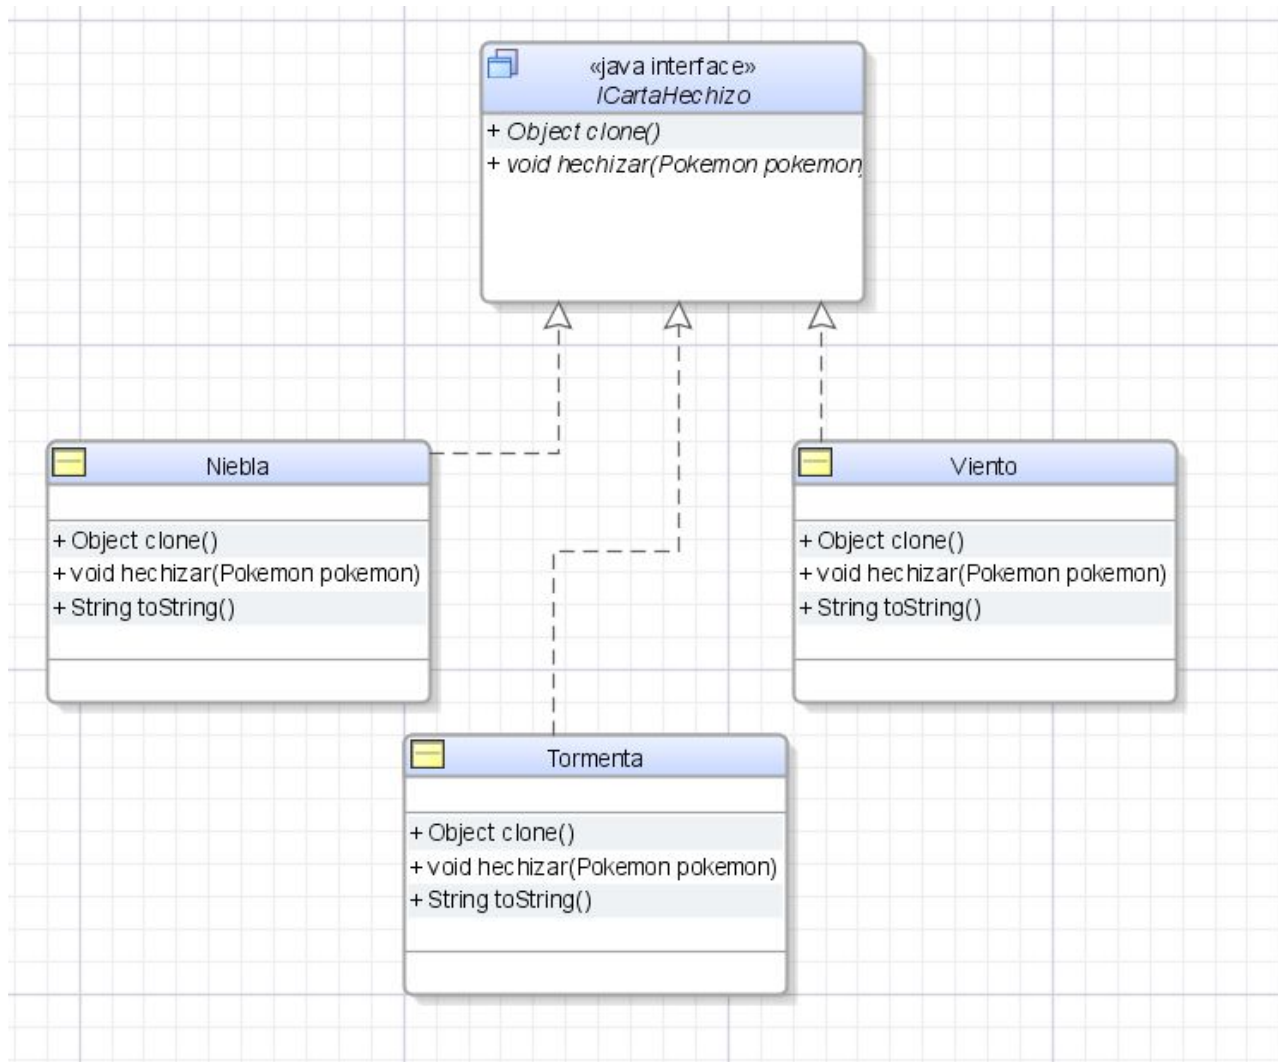 «java interface»
ICartaHechizo
+ Object clone()
+ void hechizar(Pokemon pokemon)
Niebla
+ Object clone()
+ void hechizar(Pokemon pokemon)
+ String toString()
Viento
+ Object clone()
+ void hechizar(Pokemon pokemon)
+ String toString()
Tormenta
+ Object clone()
+ void hechizar(Pokemon pokemon)
+ String toString()